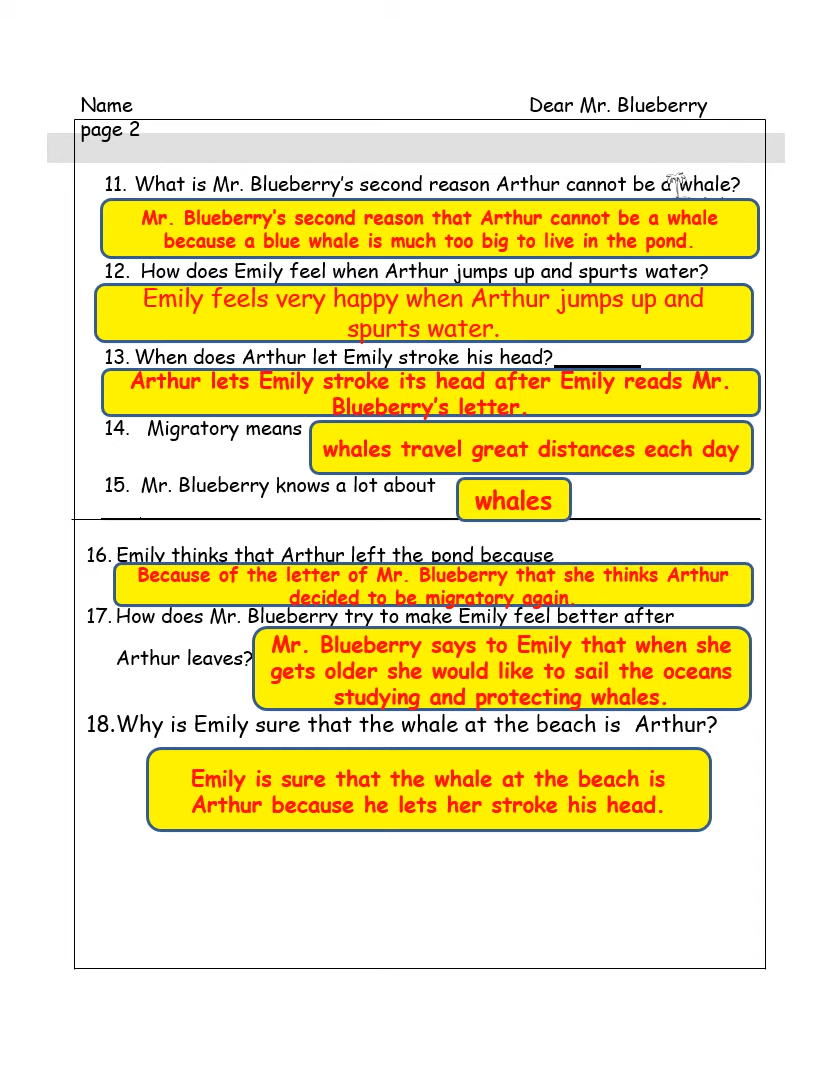 Name Dear Mr. Blueberry
page 2
11. What is Mr. Blueberry's second reason Arthur cannot be a whale?
Mr. Blueberry's second reason that Arthur cannot be a whale
because a blue whale is much too big to live in the pond.
12. How does Emily feel when Arthur jumps up and spurts water?
Emily feels very happy when Arthur jumps up and
spurts water.
13. When does Arthur let Emily stroke his head?
Arthur lets Emily stroke its head after Emily reads Mr.
Blueberry's letter.
14. Migratory means
whales travel great distances each day
15. Mr. Blueberry knows a lot about
whales
16. Emily thinks that Arthur left the pond because
Because of the letter of Mr. Blueberry that she thinks Arthur
decided to be migratory again.
17. How does Mr. Blueberry try to make Emily feel better after
Arthur leaves?
Mr. Blueberry says to Emily that when she
gets older she would like to sail the oceans
studying and protecting whales.
18.Why is Emily sure that the whale at the beach is Arthur?
Emily is sure that the whale at the beach is
Arthur because he lets her stroke his head.